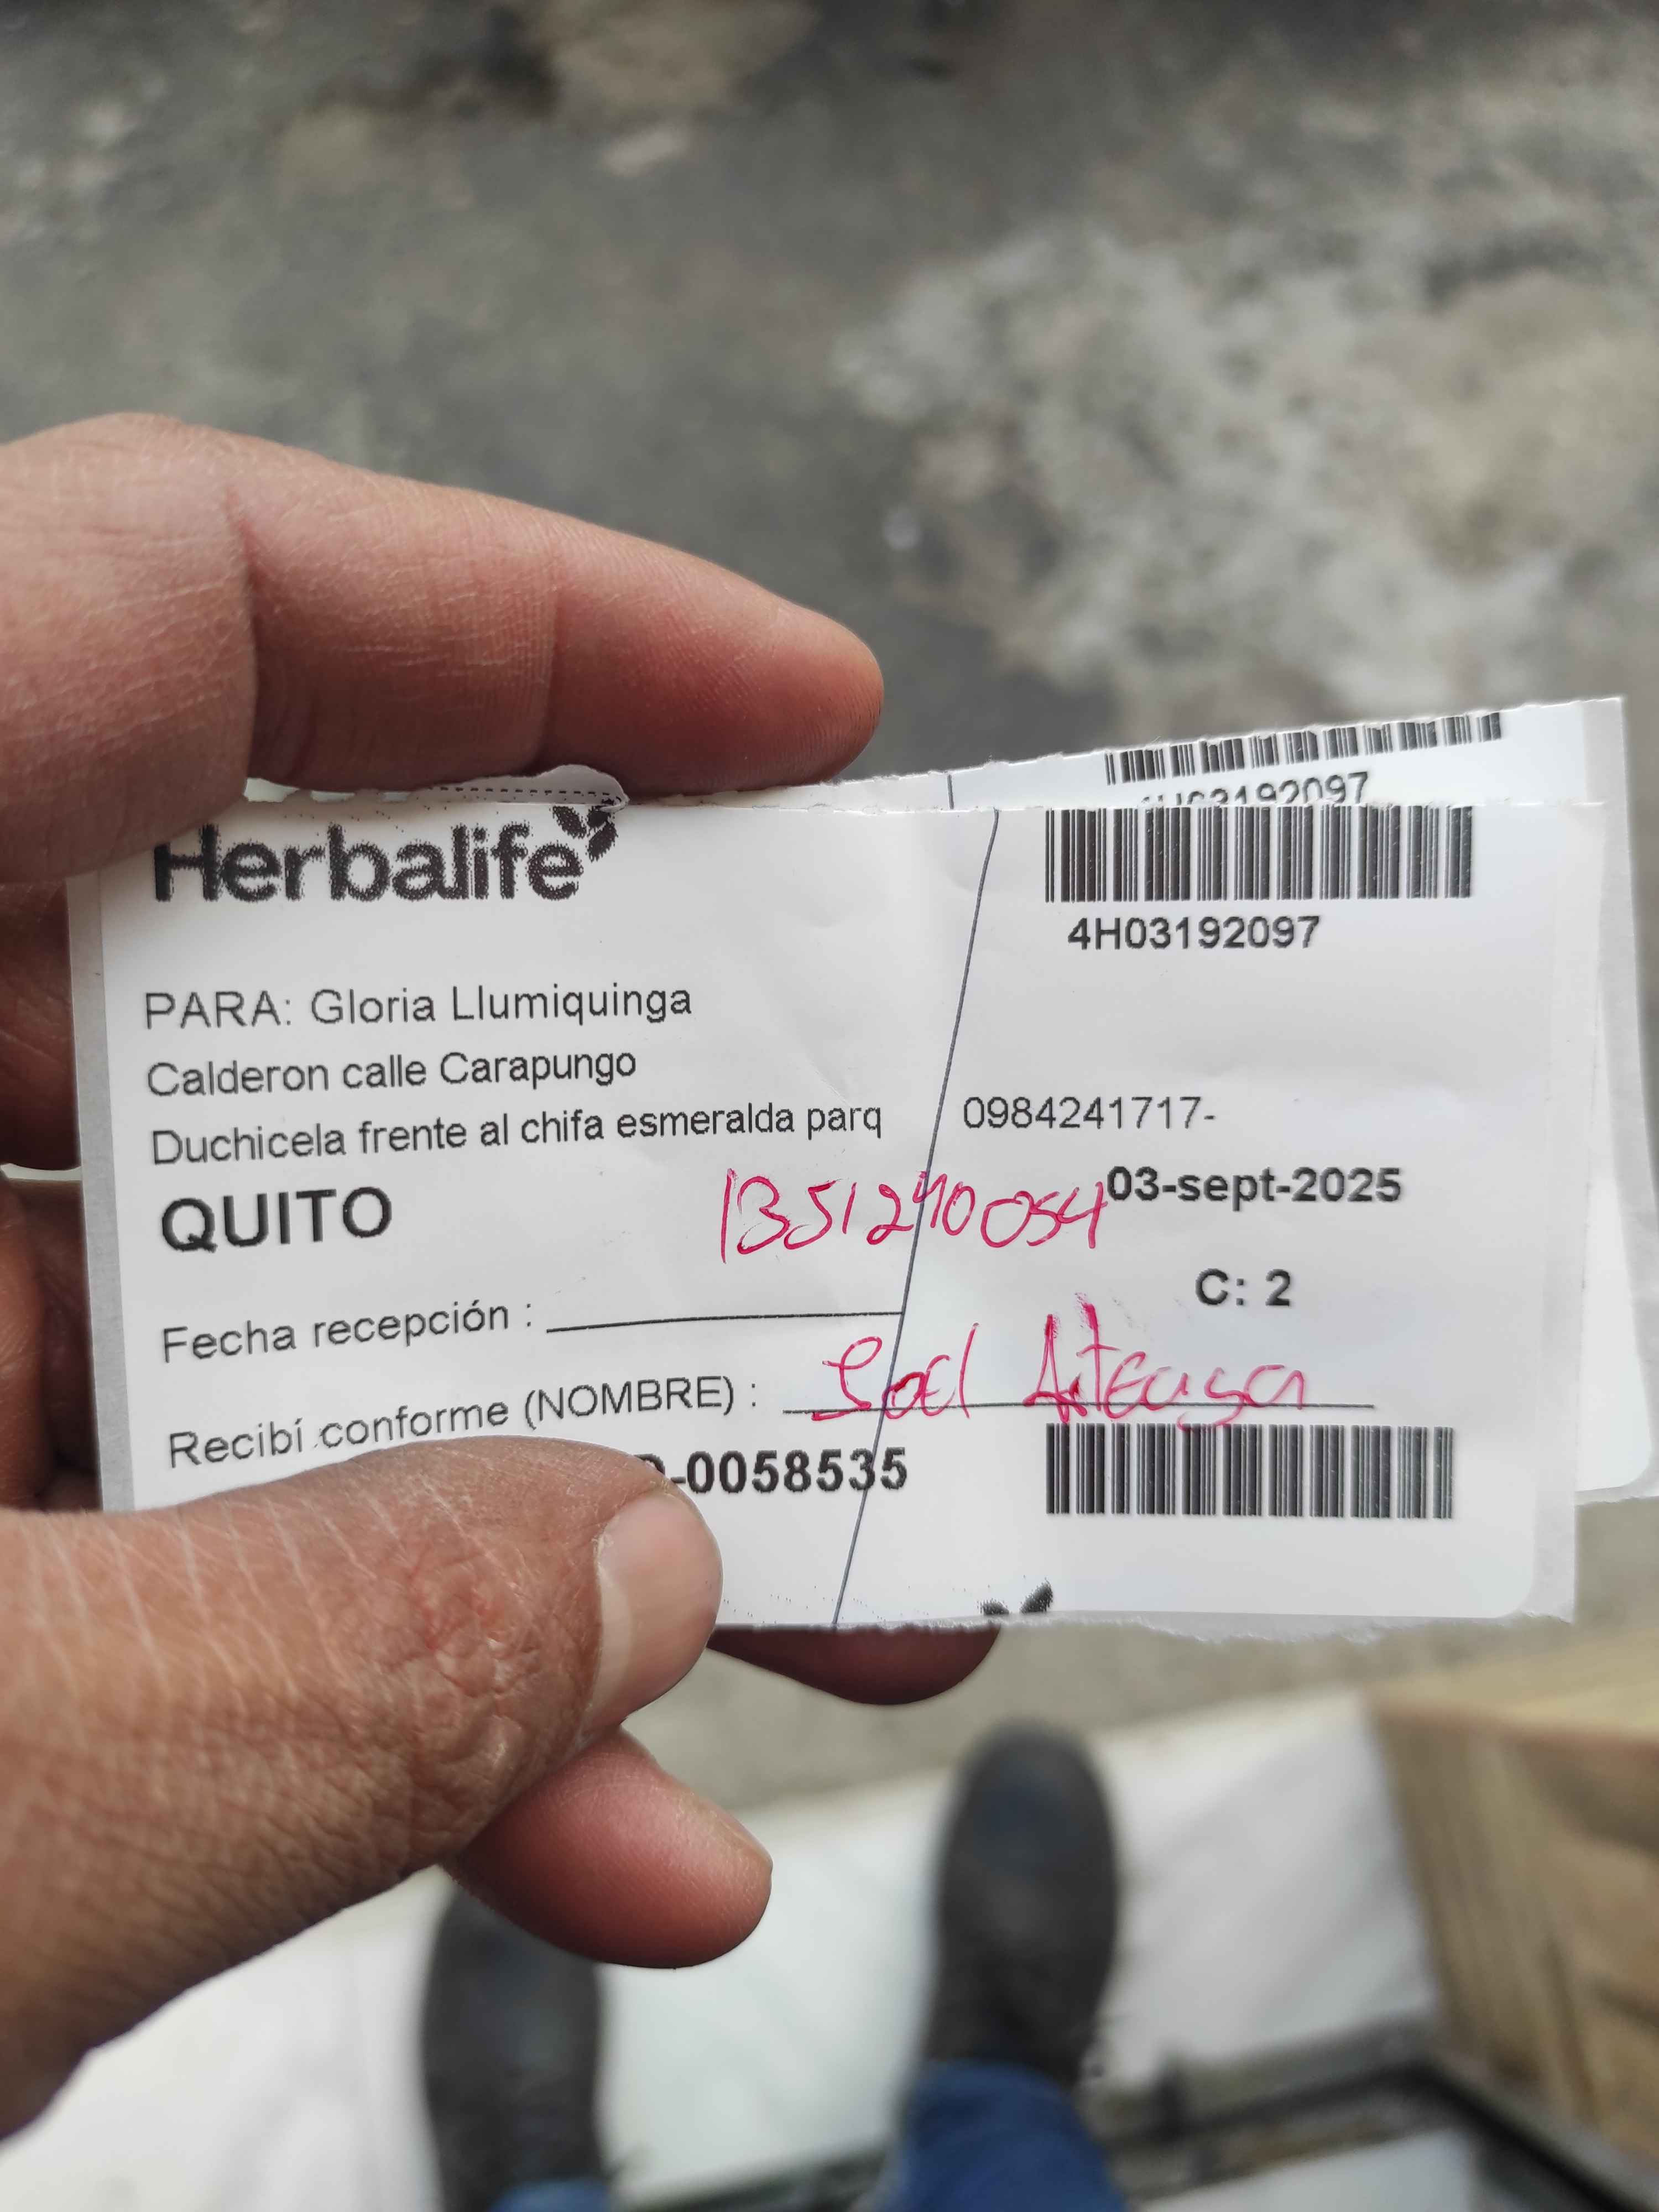 4H03192097
Herbalife
4H03192097
PARA: Gloria Llumiquinga
Calderon calle Carapungo
Duchicela frente al chifa esmeralda parq
0984241717-
QUITO
1351240054
03-sept-2025
C: 2
Fecha recepción :
Recibí conforme (NOMBRE) :
-0058535